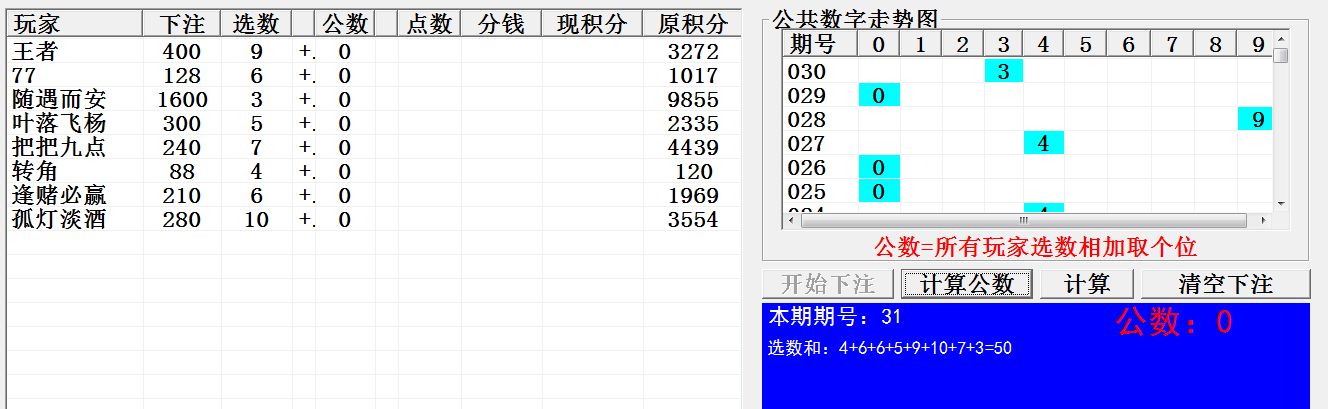 玩家 下注 选数 公数 点数 分钱 现积分 原积分
王者 400 9 +. 0 3272
77 128 6 +. 0 1017
随遇而安 1600 3 +. 0 9855
叶落飞杨 300 5 +. 0 2335
把把九点 240 7 +. 0 4439
转角 88 4 +. 0 120
逢赌必赢 210 6 +. 0 1969
孤灯淡酒 280 10 +. 0 3554
公共数字走势图
期号 0 1 2 3 4 5 6 7 8 9
030 3
029 0
028 9
027 4
026 0
025 0
024 4
公数=所有玩家选数相加取个位
开始下注 计算公数 计算 清空下注
本期期号：31 公数：0
选数和：4+6+6+5+9+10+7+3=50